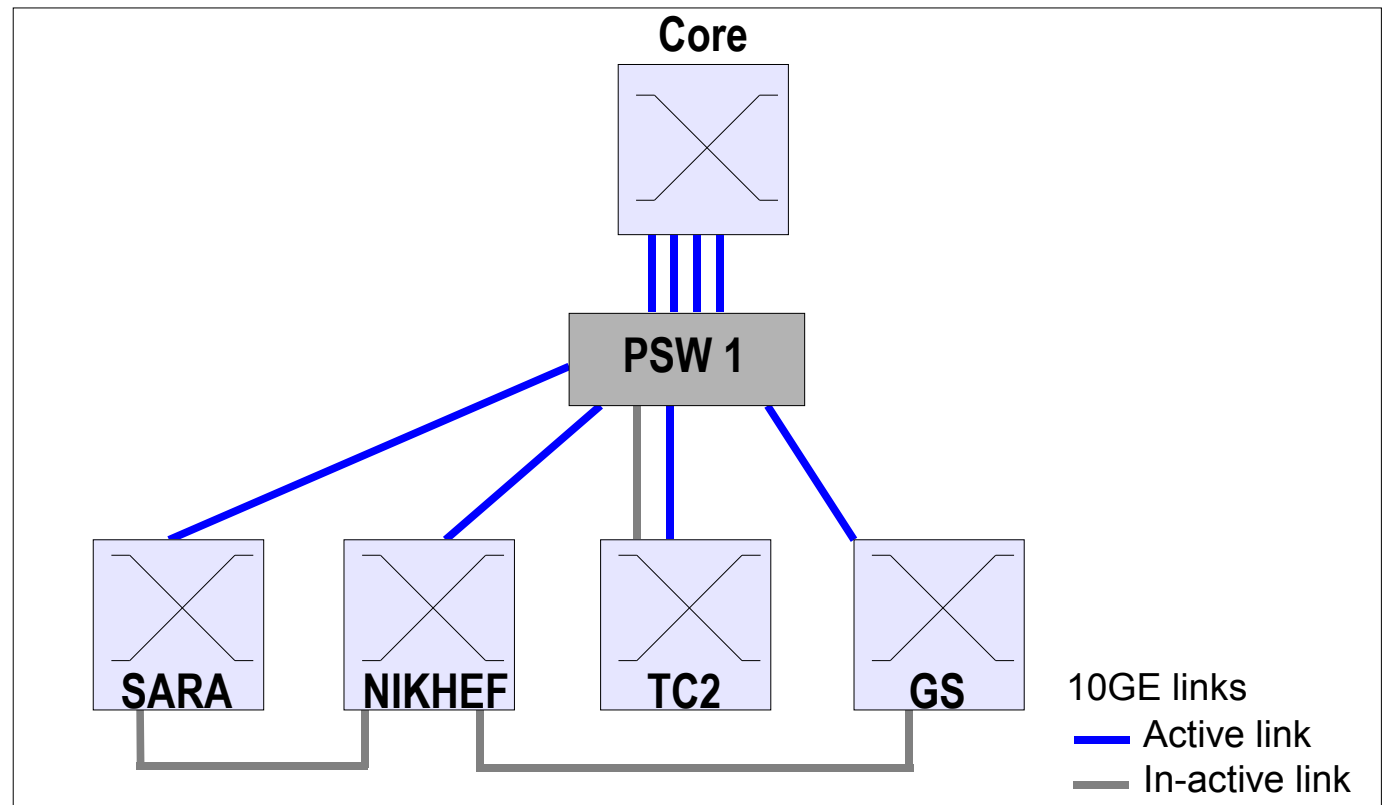 Core
PSW 1
SARA
NIKHEF
TC2
GS
10GE links
Active link
In-active link